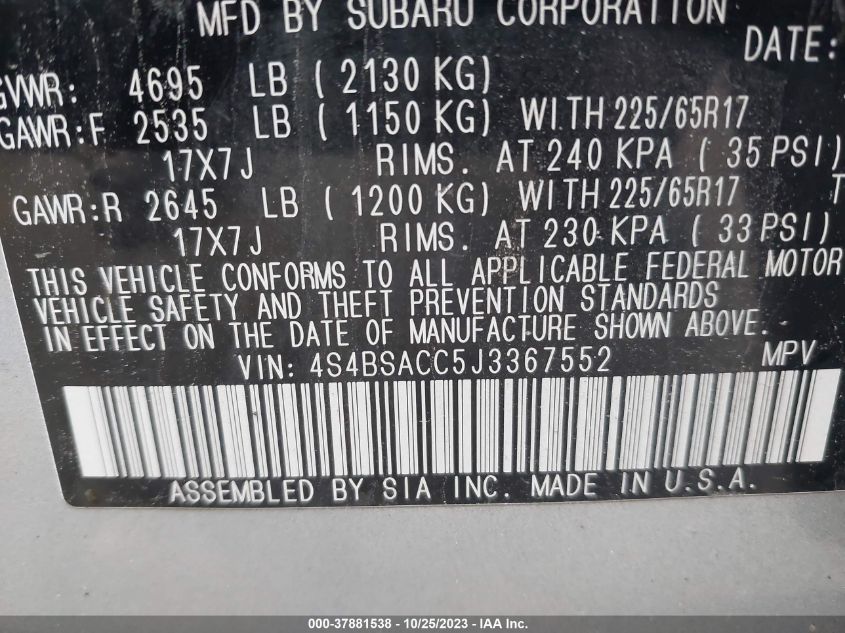 MFD BY SUBARU CORPORATION
DATE:
GVWR: 4695 LB ( 2130 KG)
GAWR:F 2535 LB ( 1150 KG) WITH 225/65R17
17X7J RIMS. AT 240 KPA ( 35 PSI)
GAWR:R 2645 LB ( 1200 KG) WITH 225/65R17 T
17X7J RIMS. AT 230 KPA ( 33 PSI)
THIS VEHICLE CONFORMS TO ALL APPLICABLE FEDERAL MOTOR
VEHICLE SAFETY AND THEFT PREVENTION STANDARDS
IN EFFECT ON THE DATE OF MANUFACTURE SHOWN ABOVE.
VIN: 4S4BSACC5J3367552 MPV
ASSEMBLED BY SIA INC. MADE IN U.S.A.
000-37881538 - 10/25/2023 - IAA Inc.